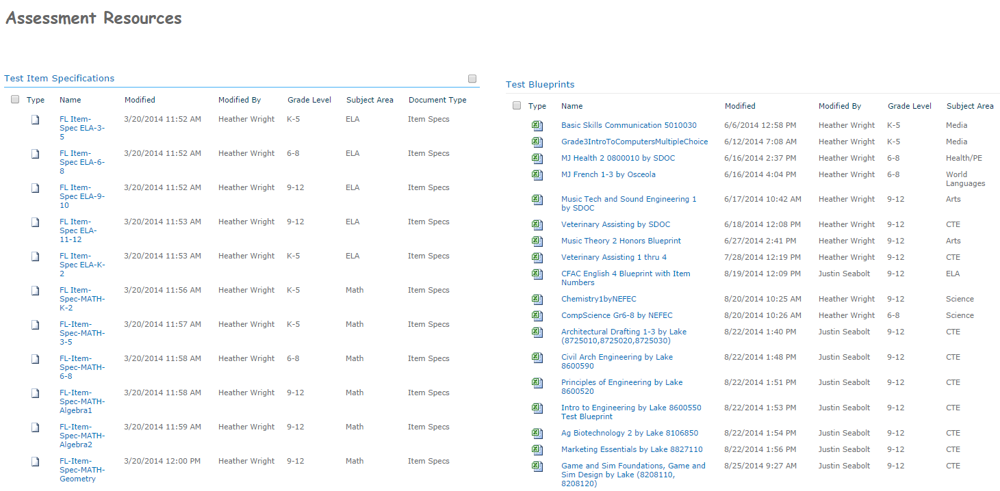 Assessment Resources
Test Item Specifications
Type Name Modified Modified By Grade Level Subject Area Document Type
FL Item- 3/20/2014 11:52 AM Heather Wright K-5 ELA Item Specs
Spec ELA-3-
5
FL Item- 3/20/2014 11:52 AM Heather Wright 6-8 ELA Item Specs
Spec ELA-6-
8
FL Item- 3/20/2014 11:52 AM Heather Wright 9-12 ELA Item Specs
Spec ELA-9-
10
FL Item- 3/20/2014 11:53 AM Heather Wright 9-12 ELA Item Specs
Spec ELA-
11-12
FL Item- 3/20/2014 11:53 AM Heather Wright K-5 ELA Item Specs
Spec ELA-K-
2
FL Item- 3/20/2014 11:56 AM Heather Wright K-5 Math Item Specs
Spec-MATH-
K-2
FL-Item- 3/20/2014 11:57 AM Heather Wright K-5 Math Item Specs
Spec-MATH-
3-5
FL-Item- 3/20/2014 11:58 AM Heather Wright 6-8 Math Item Specs
Spec-MATH-
6-8
FL-Item- 3/20/2014 11:58 AM Heather Wright 9-12 Math Item Specs
Spec-MATH-
Algebra1
FL-Item- 3/20/2014 11:59 AM Heather Wright 9-12 Math Item Specs
Spec-MATH-
Algebra2
FL-Item- 3/20/2014 12:00 PM Heather Wright 9-12 Math Item Specs
Spec-MATH-
Geometry
Test Blueprints
Type Name Modified Modified By Grade Level Subject Area
Basic Skills Communication 5010030 6/6/2014 12:58 PM Heather Wright K-5 Media
Grade3IntroToComputersMultipleChoice 6/12/2014 7:08 AM Heather Wright K-5 Media
MJ Health 2 0800010 by SDOC 6/16/2014 2:37 PM Heather Wright 6-8 Health/PE
MJ French 1-3 by Osceola 6/16/2014 4:04 PM Heather Wright 6-8 World
Languages
Music Tech and Sound Engineering 1 6/17/2014 10:42 AM Heather Wright 9-12 Arts
by SDOC
Veterinary Assisting by SDOC 6/18/2014 12:08 PM Heather Wright 9-12 CTE
Music Theory 2 Honors Blueprint 6/27/2014 2:41 PM Heather Wright 9-12 Arts
Veterinary Assisting 1 thru 4 7/28/2014 12:19 PM Heather Wright 9-12 CTE
CFAC English 4 Blueprint with Item 8/19/2014 12:09 PM Justin Seabolt 9-12 ELA
Numbers
Chemistry1byNEFEC 8/20/2014 10:25 AM Heather Wright 9-12 Science
CompScience Gr6-8 by NEFEC 8/20/2014 10:26 AM Heather Wright 6-8 Science
Architectural Drafting 1-3 by Lake 8/22/2014 1:40 PM Justin Seabolt 9-12 CTE
(8725010,8725020,8725030)
Civil Arch Engineering by Lake 8/22/2014 1:48 PM Justin Seabolt 9-12 CTE
8600590
Principles of Engineering by Lake 8/22/2014 1:51 PM Justin Seabolt 9-12 CTE
8600520
Intro to Engineering by Lake 8600550 8/22/2014 1:53 PM Justin Seabolt 9-12 CTE
Test Blueprint
Ag Biotechnology 2 by Lake 8106850 8/22/2014 1:54 PM Justin Seabolt 9-12 CTE
Marketing Essentials by Lake 8827110 8/22/2014 1:56 PM Justin Seabolt 9-12 CTE
Game and Sim Foundations, Game and 8/25/2014 9:27 AM Justin Seabolt 9-12 CTE
Sim Design by Lake (8208110,
8208120)